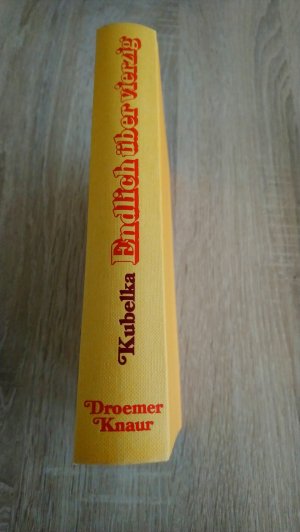 Kubelka Endlich über vierzig
Droemer
Knaur